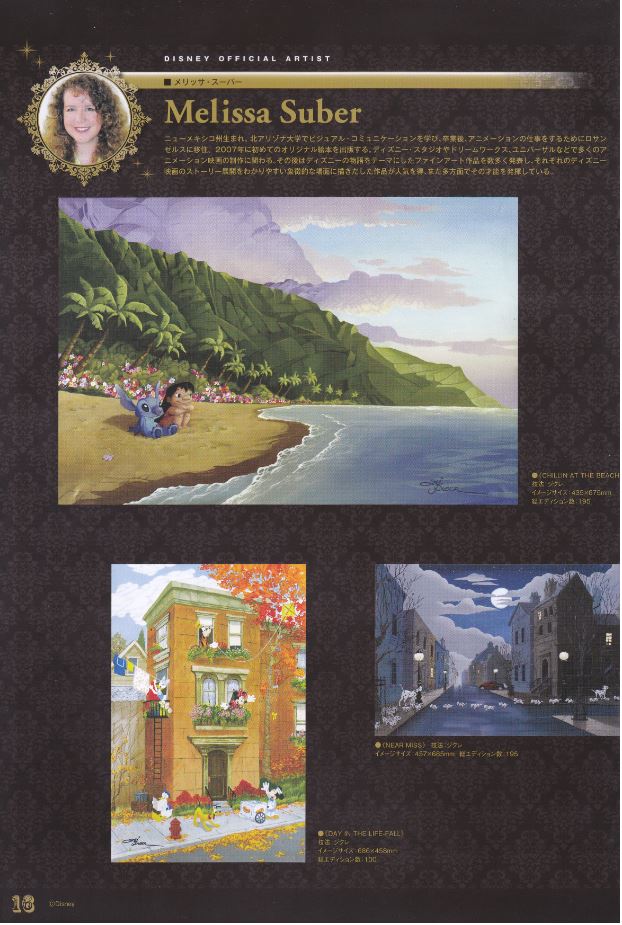 DISNEY OFFICIAL ARTIST
■ メリッサ・スーパー
Melissa Suber
ニューメキシコ州生まれ、北アリゾナ大学でビジュアル・コミュニケーションを学び、卒業後、アニメーションの仕事をするためにロサン
ゼルスに移住。2007年に初めてのオリジナル絵本を出版する。ディズニー・スタジオやドリームワークス、ユニバーサルなどで多くのア
ニメーション映画の制作に関わる。その後はディズニーの物語をテーマにしたファインアート作品を数多く発表し、それぞれのディズニー
映画のストーリー展開をわかりやすい象徴的な場面に描きだした作品が人気を得、また多方面でその才能を発揮している。
●《CHILLIN AT THE BEACH
技法:ジクレ
イメージサイズ:435×675mm
総エディション数:195
●《NEAR MISS》 技法:ジクレ
イメージサイズ:457×685mm 総エディション数:195
●《DAY IN THE LIFE-FALL》
技法:ジクレ
イメージサイズ:686×458mm
総エディション数:100
18
©Disney